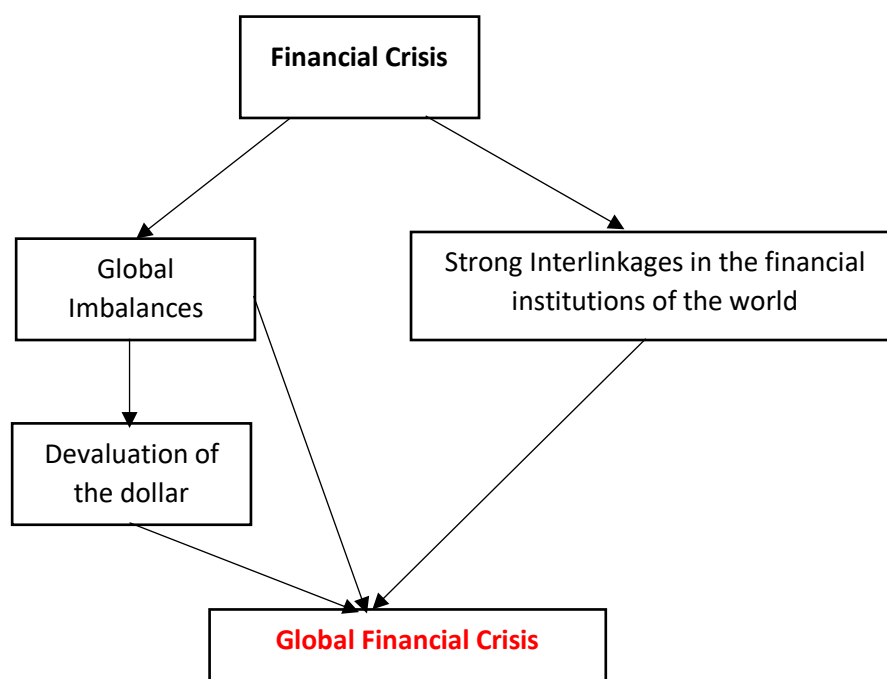 Financial Crisis
Global
Imbalances
Strong Interlinkages in the financial
institutions of the world
Devaluation of
the dollar
Global Financial Crisis